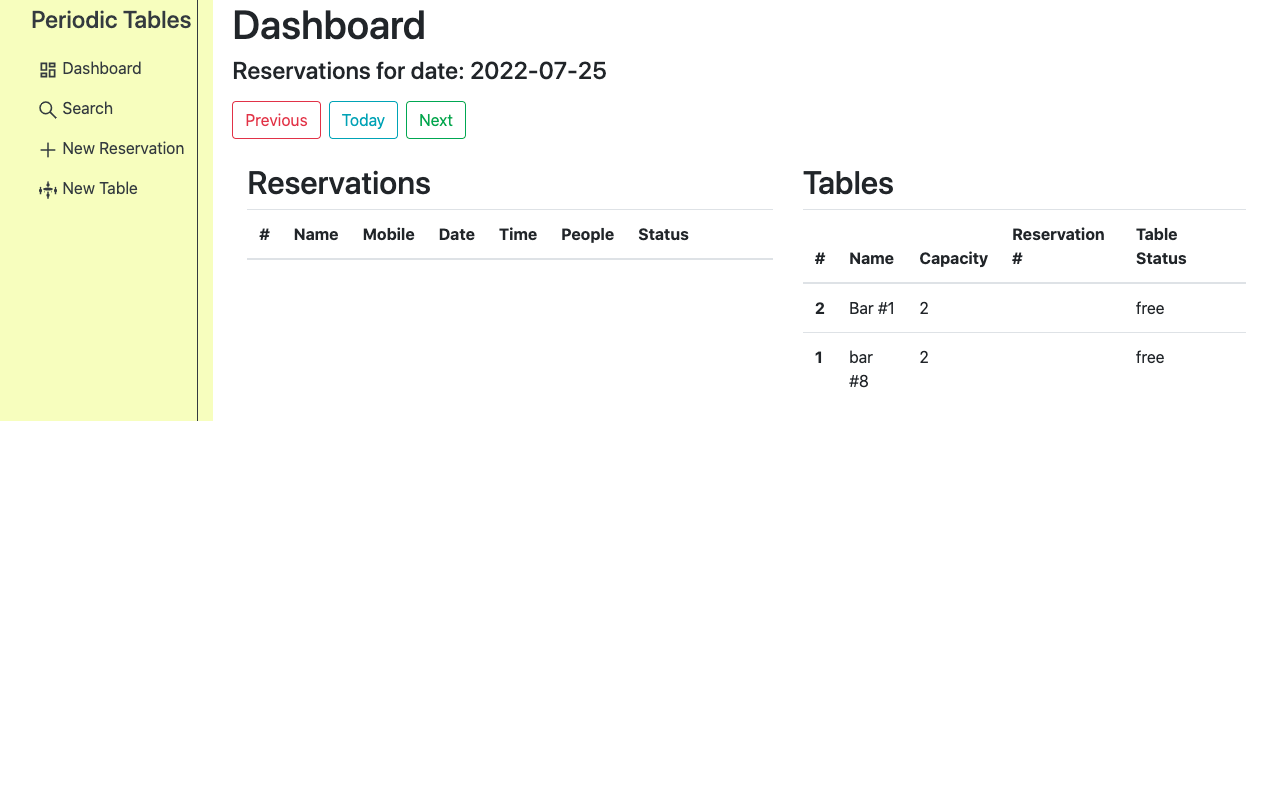 Periodic Tables
Dashboard
Search
New Reservation
New Table
Dashboard
Reservations for date: 2022-07-25
Previous Today Next
Reservations
# Name Mobile Date Time People Status
Tables
# Name Capacity Reservation # Table Status
2 Bar #1 2 free
1 bar #8 2 free